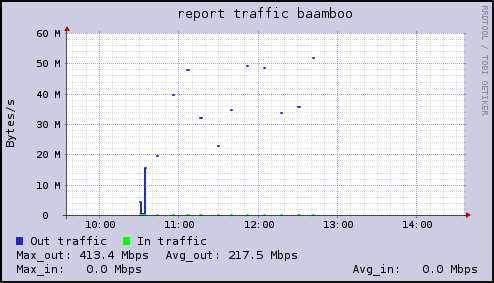 report traffic baamboo
RRDTOOL / TOBI OETIKER
Bytes/s
60 M
50 M
40 M
30 M
20 M
10 M
0
10:00 11:00 12:00 13:00 14:00
Out traffic In traffic
Max_out: 413.4 Mbps Avg_out: 217.5 Mbps
Max_in: 0.0 Mbps Avg_in: 0.0 Mbps